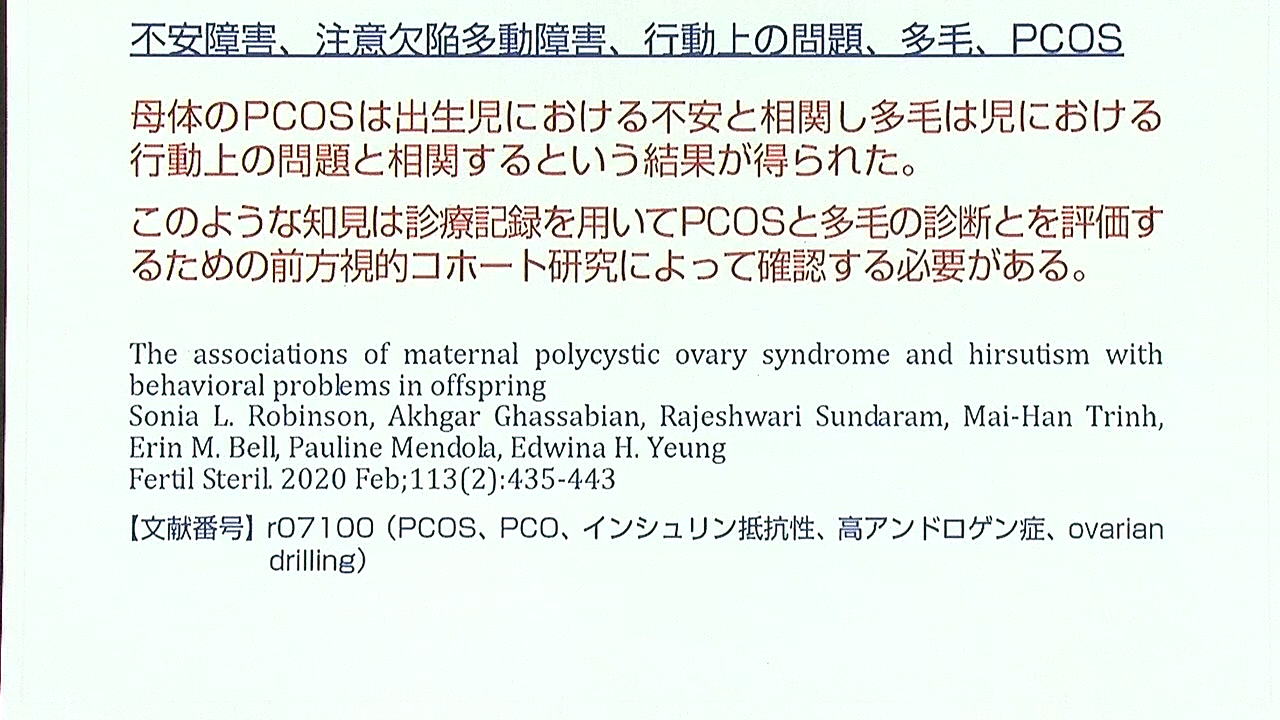 不安障害、注意欠陥多動障害、行動上の問題、多毛、PCOS
母体のPCOSは出生児における不安と相関し多毛は児における
行動上の問題と相関するという結果が得られた。
このような知見は診療記録を用いてPCOSと多毛の診断とを評価す
るための前方視的コホート研究によって確認する必要がある。
The associations of maternal polycystic ovary syndrome and hirsutism with
behavioral problems in offspring
Sonia L. Robinson, Akhgar Ghassabian, Rajeshwari Sundaram, Mai-Han Trinh,
Erin M. Bell, Pauline Mendola, Edwina H. Yeung
Fertil Steril. 2020 Feb;113(2):435-443
【文献番号】r07100（PCOS、PCO、インシュリン抵抗性、高アンドロゲン症、ovarian
drilling）